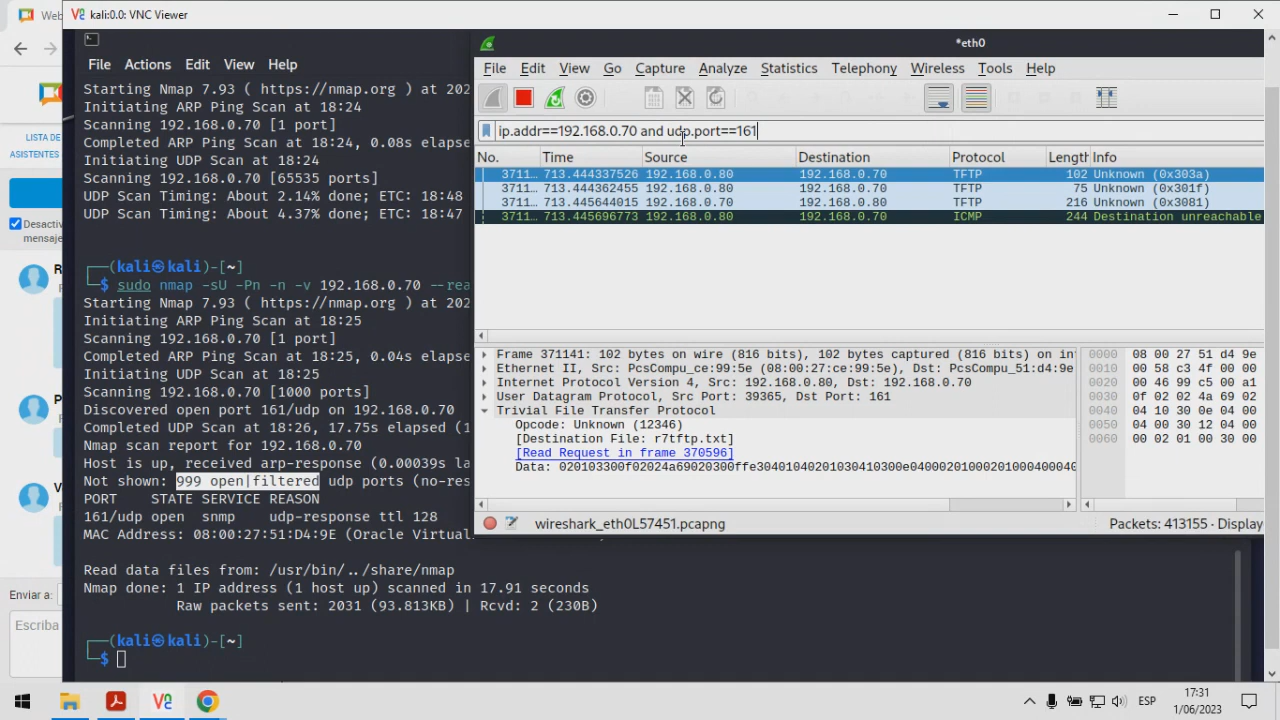 Web
kali:0.0: VNC Viewer
LISTA DE
ASISTENTES
Desactiv
mensaje
R
P
V
Enviar a:
Escriba
File Actions Edit View Help
Starting Nmap 7.93 ( https://nmap.org ) at 202
Initiating ARP Ping Scan at 18:24
Scanning 192.168.0.70 [1 port]
Completed ARP Ping Scan at 18:24, 0.08s elapse
Initiating UDP Scan at 18:24
Scanning 192.168.0.70 [65535 ports]
UDP Scan Timing: About 2.14% done; ETC: 18:48
UDP Scan Timing: About 4.37% done; ETC: 18:47
┌──(kali㉿kali)-[~]
└─$ sudo nmap -sU -Pn -n -v 192.168.0.70 --rea
Starting Nmap 7.93 ( https://nmap.org ) at 202
Initiating ARP Ping Scan at 18:25
Scanning 192.168.0.70 [1 port]
Completed ARP Ping Scan at 18:25, 0.04s elapse
Initiating UDP Scan at 18:25
Scanning 192.168.0.70 [1000 ports]
Discovered open port 161/udp on 192.168.0.70
Completed UDP Scan at 18:26, 17.75s elapsed (1
Nmap scan report for 192.168.0.70
Host is up, received arp-response (0.00039s la
Not shown: 999 open|filtered udp ports (no-res
PORT STATE SERVICE REASON
161/udp open snmp udp-response ttl 128
MAC Address: 08:00:27:51:D4:9E (Oracle Virtual
Read data files from: /usr/bin/../share/nmap
Nmap done: 1 IP address (1 host up) scanned in 17.91 seconds
Raw packets sent: 2031 (93.813KB) | Rcvd: 2 (230B)
┌──(kali㉿kali)-[~]
└─$
*eth0
File Edit View Go Capture Analyze Statistics Telephony Wireless Tools Help
ip.addr==192.168.0.70 and udp.port==161
No. Time Source Destination Protocol Length Info
3711… 713.444337526 192.168.0.80 192.168.0.70 TFTP 102 Unknown (0x303a)
3711… 713.444362455 192.168.0.80 192.168.0.70 TFTP 75 Unknown (0x301f)
3711… 713.445644015 192.168.0.70 192.168.0.80 TFTP 216 Unknown (0x3081)
3711… 713.445696773 192.168.0.80 192.168.0.70 ICMP 244 Destination unreachable
Frame 371141: 102 bytes on wire (816 bits), 102 bytes captured (816 bits) on int
Ethernet II, Src: PcsCompu_ce:99:5e (08:00:27:ce:99:5e), Dst: PcsCompu_51:d4:9e
Internet Protocol Version 4, Src: 192.168.0.80, Dst: 192.168.0.70
User Datagram Protocol, Src Port: 39365, Dst Port: 161
Trivial File Transfer Protocol
Opcode: Unknown (12346)
[Destination File: r7tftp.txt]
[Read Request in frame 370596]
Data: 020103300f02024a69020300ffe30401040201030410300e0400020100020100040004
0000 08 00 27 51 d4 9e
0010 00 58 c3 4f 00 00
0020 00 46 99 c5 00 a1
0030 0f 02 02 4a 69 02
0040 04 10 30 0e 04 00
0050 04 00 30 12 04 00
0060 00 02 01 00 30 00
wireshark_eth0L57451.pcapng
Packets: 413155 · Display
ESP
17:31
1/06/2023